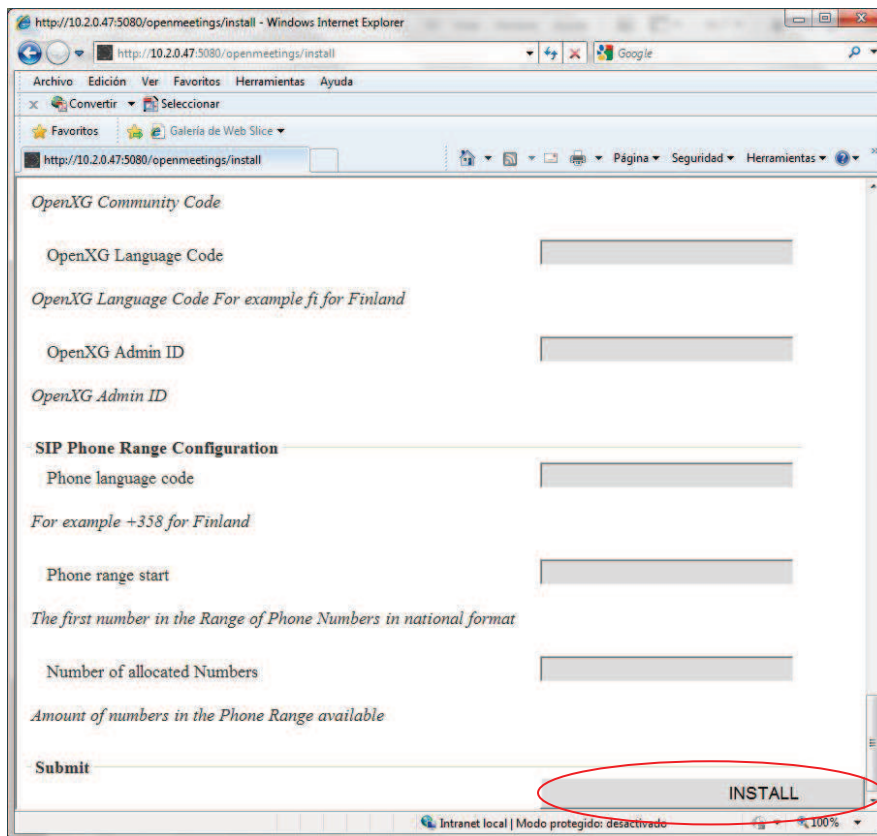 http://10.2.0.47:5080/openmeetings/install - Windows Internet Explorer
http://10.2.0.47:5080/openmeetings/install
Google
Archivo Edición Ver Favoritos Herramientas Ayuda
x Convertir Seleccionar
Favoritos Galería de Web Slice
http://10.2.0.47:5080/openmeetings/install Página Seguridad Herramientas »
OpenXG Community Code
OpenXG Language Code
OpenXG Language Code For example fi for Finland
OpenXG Admin ID
OpenXG Admin ID
SIP Phone Range Configuration
Phone language code
For example +358 for Finland
Phone range start
The first number in the Range of Phone Numbers in national format
Number of allocated Numbers
Amount of numbers in the Phone Range available
Submit
INSTALL
Intranet local | Modo protegido: desactivado 100%